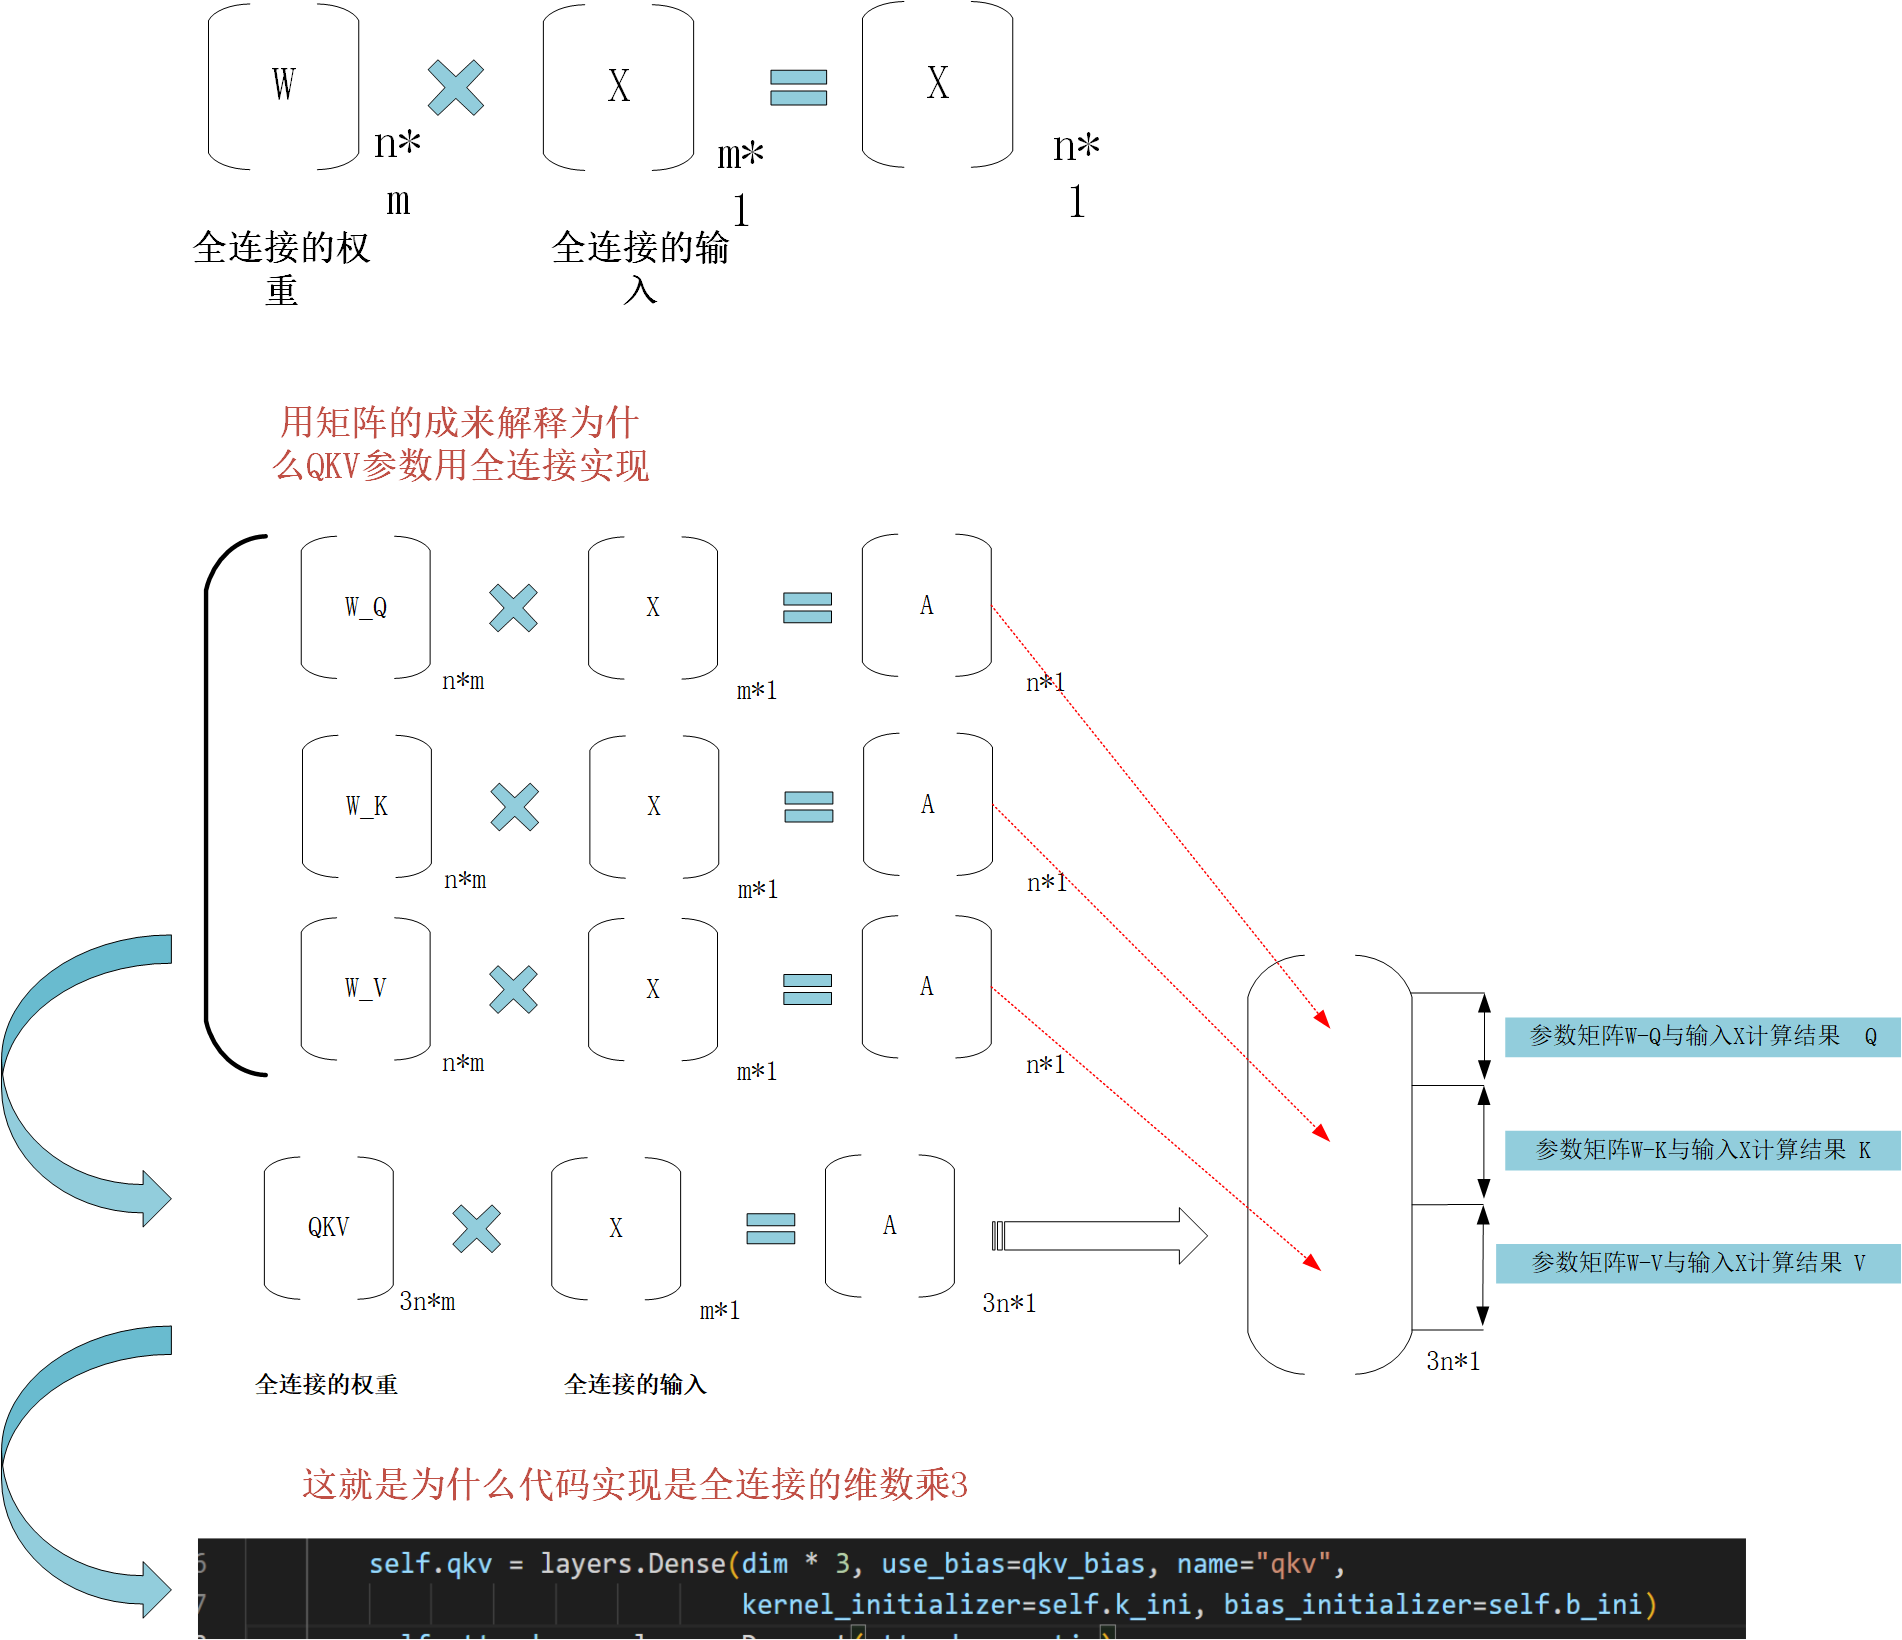 W
X
X
n*
m
m*
1
n*
1
全连接的权
重
全连接的输
入
用矩阵的成来解释为什
么QKV参数用全连接实现
W_Q
X
A
n*m
m*1
n*1
W_K
X
A
n*m
m*1
n*1
W_V
X
A
n*m
m*1
n*1
参数矩阵W-Q与输入X计算结果 Q
参数矩阵W-K与输入X计算结果 K
参数矩阵W-V与输入X计算结果 V
3n*1
QKV
X
A
3n*m
m*1
3n*1
全连接的权重
全连接的输入
这就是为什么代码实现是全连接的维数乘3
6 self.qkv = layers.Dense(dim * 3, use_bias=qkv_bias, name="qkv",
7 kernel_initializer=self.k_ini, bias_initializer=self.b_ini)